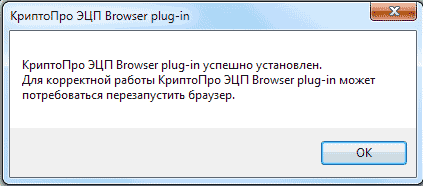 КриптоПро ЭЦП Browser plug-in
КриптоПро ЭЦП Browser plug-in успешно установлен.
Для корректной работы КриптоПро ЭЦП Browser plug-in может
потребоваться перезапустить браузер.
OK